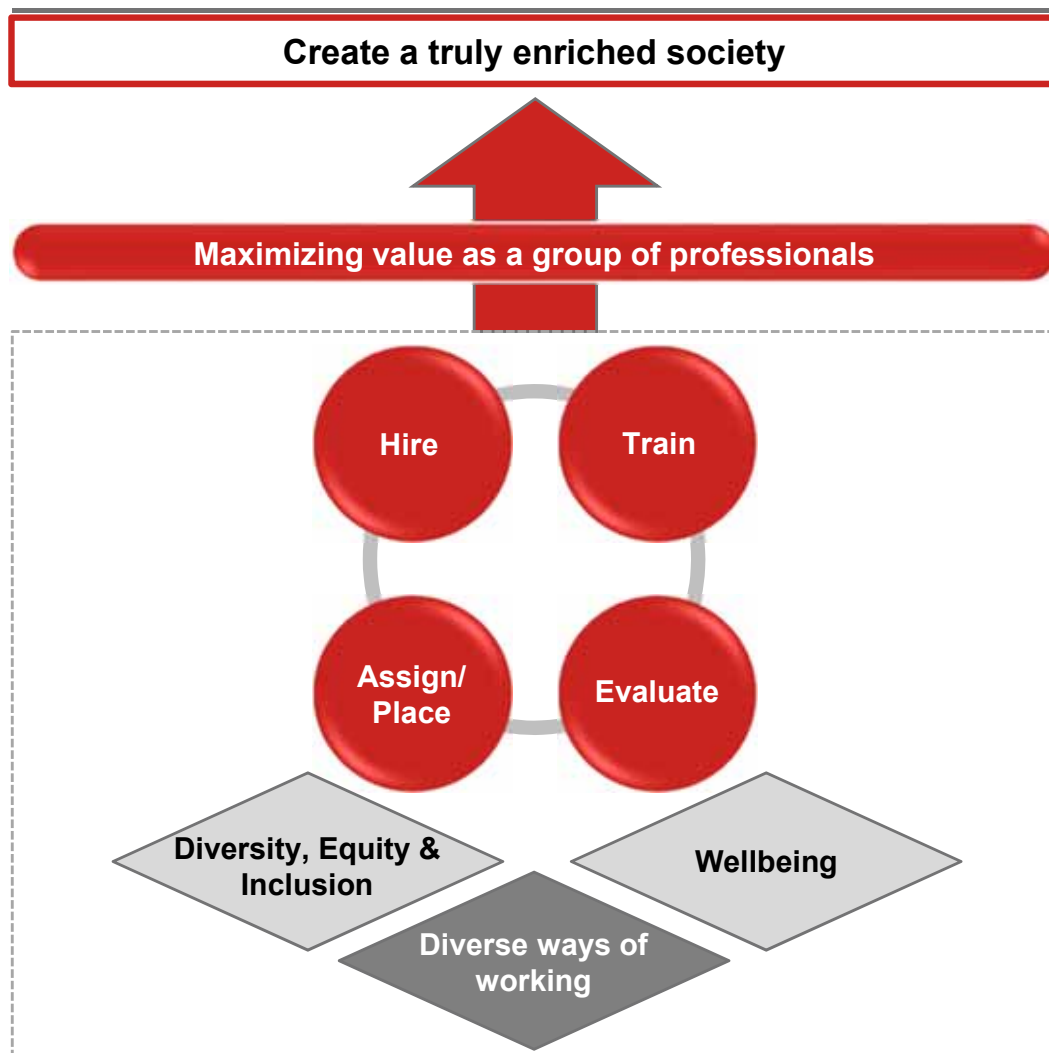 Create a truly enriched society
Maximizing value as a group of professionals
Hire
Train
Assign/
Place
Evaluate
Diversity, Equity &
Inclusion
Wellbeing
Diverse ways of
working